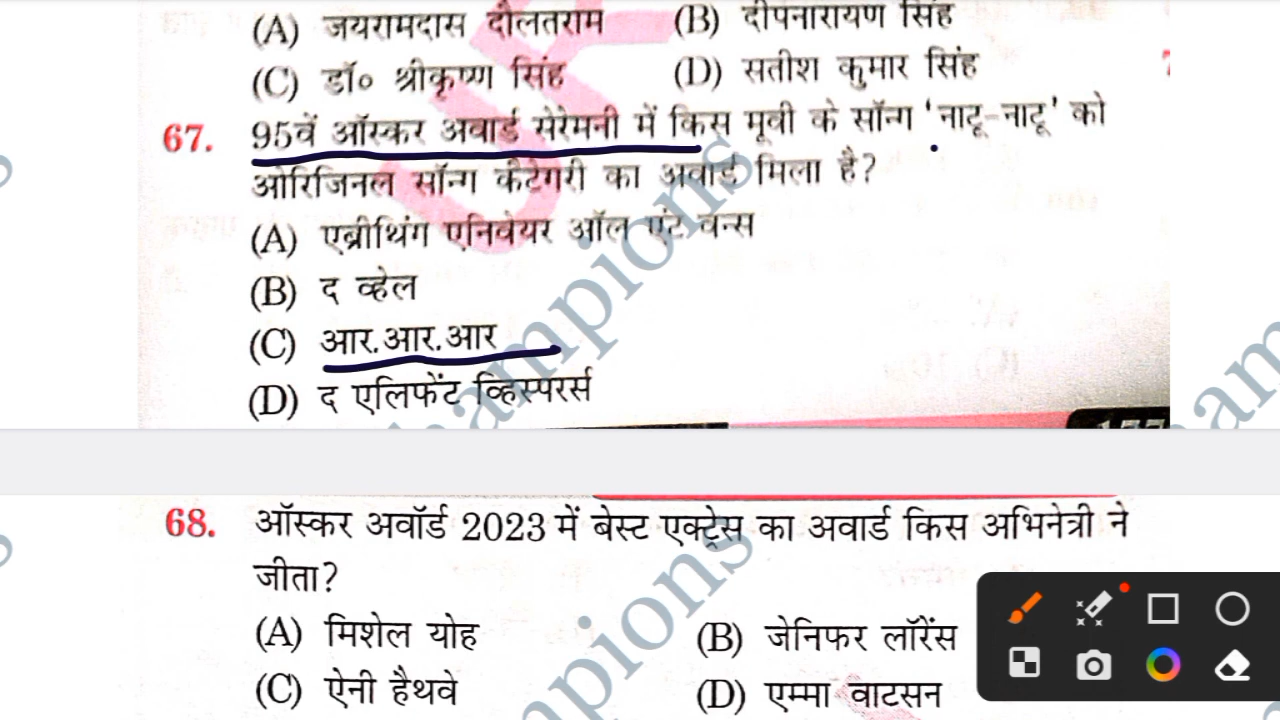 (A) जयरामदास दौलतराम (B) दीपनारायण सिंह
(C) डॉ० श्रीकृष्ण सिंह (D) सतीश कुमार सिंह
67. 95वें ऑस्कर अवार्ड सेरेमनी में किस मूवी के सॉन्ग 'नाटू-नाटू' को
ओरिजिनल सॉन्ग कैटेगरी का अवार्ड मिला है?
(A) एब्रीथिंग एनिवेयर ऑल एंट वन्स
(B) द व्हेल
(C) आर.आर.आर
(D) द एलिफेंट व्हिस्परर्स
68. ऑस्कर अवॉर्ड 2023 में बेस्ट एक्ट्रेस का अवार्ड किस अभिनेत्री ने
जीता?
(A) मिशेल योह (B) जेनिफर लॉरेंस
(C) ऐनी हैथवे (D) एम्मा वाटसन